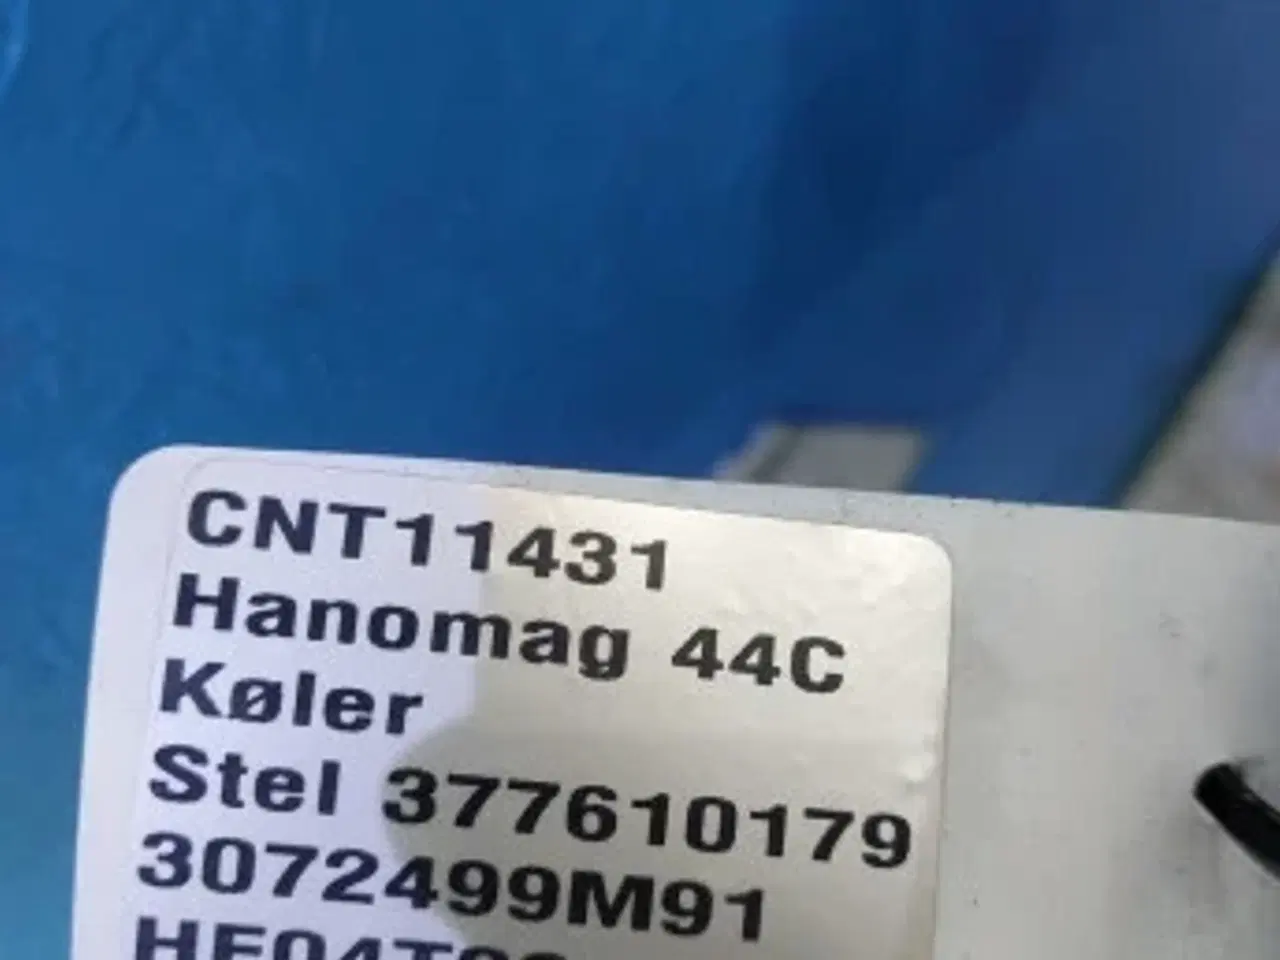 CNT11431
Hanomag 44C
Køler
Stel 377610179
3072499M91